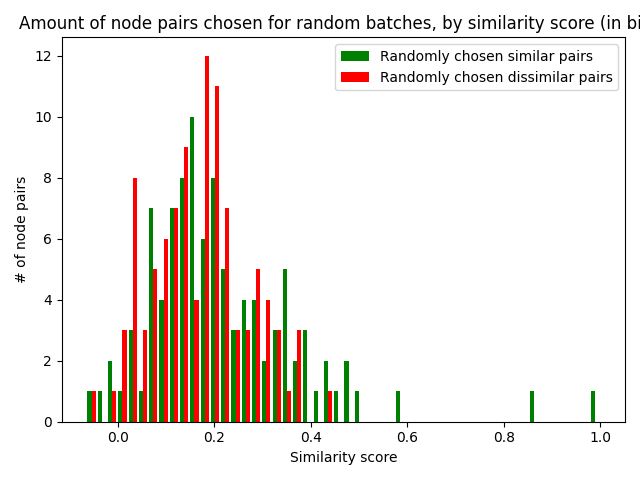 Amount of node pairs chosen for random batches, by similarity score (in bi
Randomly chosen similar pairs
Randomly chosen dissimilar pairs
# of node pairs
12
10
8
6
4
2
0
0.0 0.2 0.4 0.6 0.8 1.0
Similarity score